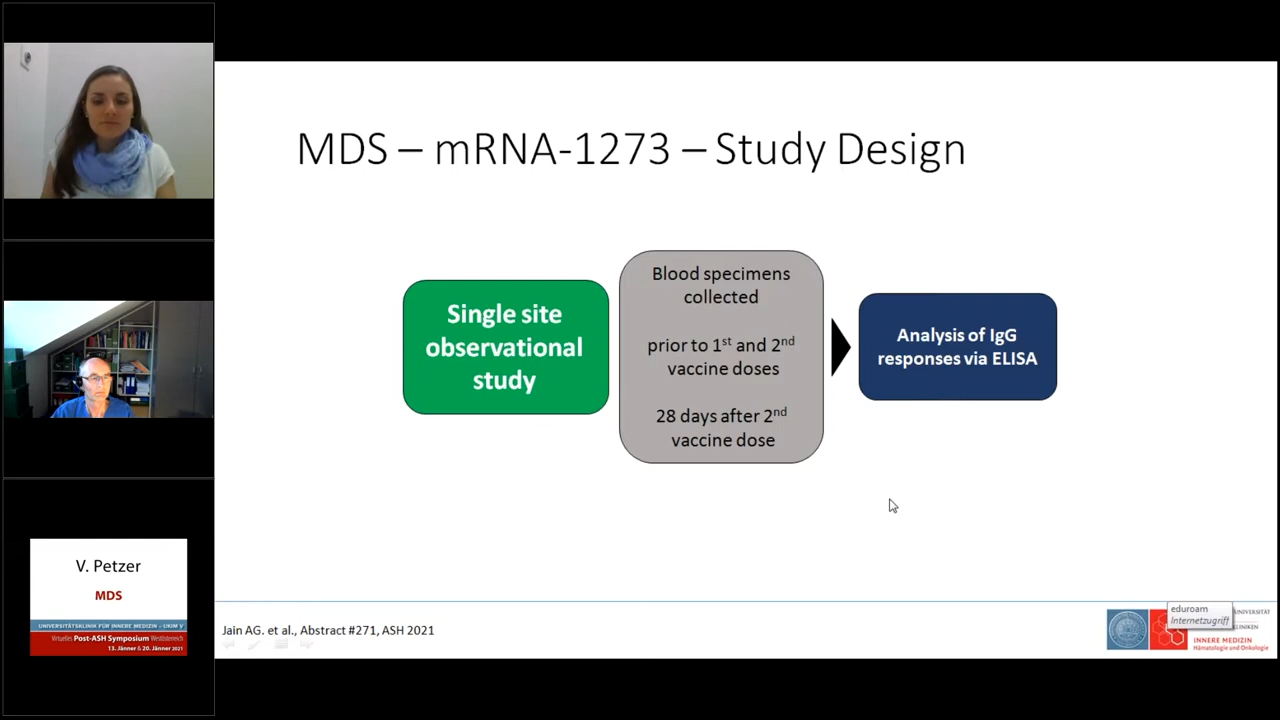 MDS – mRNA-1273 – Study Design
Single site
observational
study
Blood specimens
collected
prior to 1st and 2nd
vaccine doses
28 days after 2nd
vaccine dose
Analysis of IgG
responses via ELISA
V. Petzer
MDS
UNIVERSITÄTSKLINIK FÜR INNERE MEDIZIN – UKIM V
Virtuelles Post-ASH Symposium Westösterreich
13. Jänner & 20. Jänner 2021
Jain AG. et al., Abstract #271, ASH 2021
eduroam
Internetzugriff
INNERE MEDIZIN
Hämatologie und Onkologie